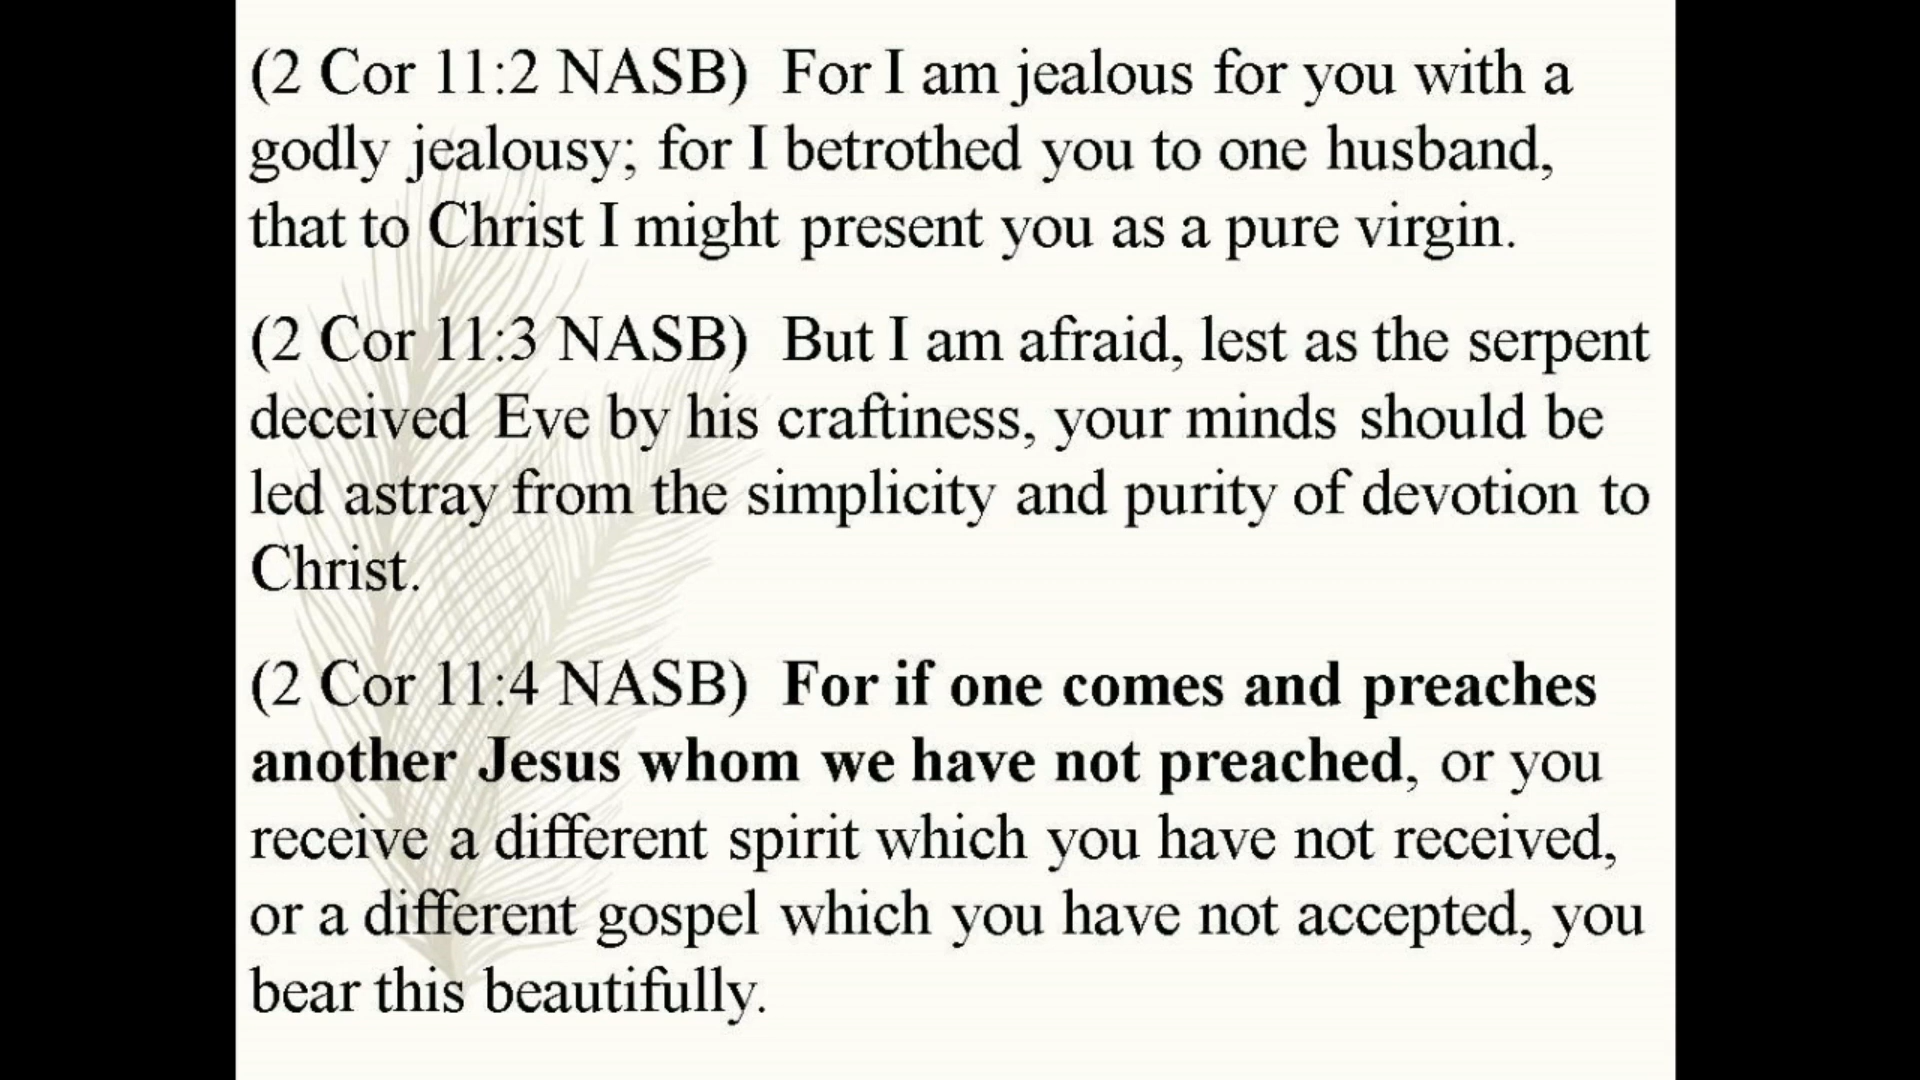 (2 Cor 11:2 NASB) For I am jealous for you with a
godly jealousy; for I betrothed you to one husband,
that to Christ I might present you as a pure virgin.
(2 Cor 11:3 NASB) But I am afraid, lest as the serpent
deceived Eve by his craftiness, your minds should be
led astray from the simplicity and purity of devotion to
Christ.
(2 Cor 11:4 NASB) For if one comes and preaches
another Jesus whom we have not preached, or you
receive a different spirit which you have not received,
or a different gospel which you have not accepted, you
bear this beautifully.